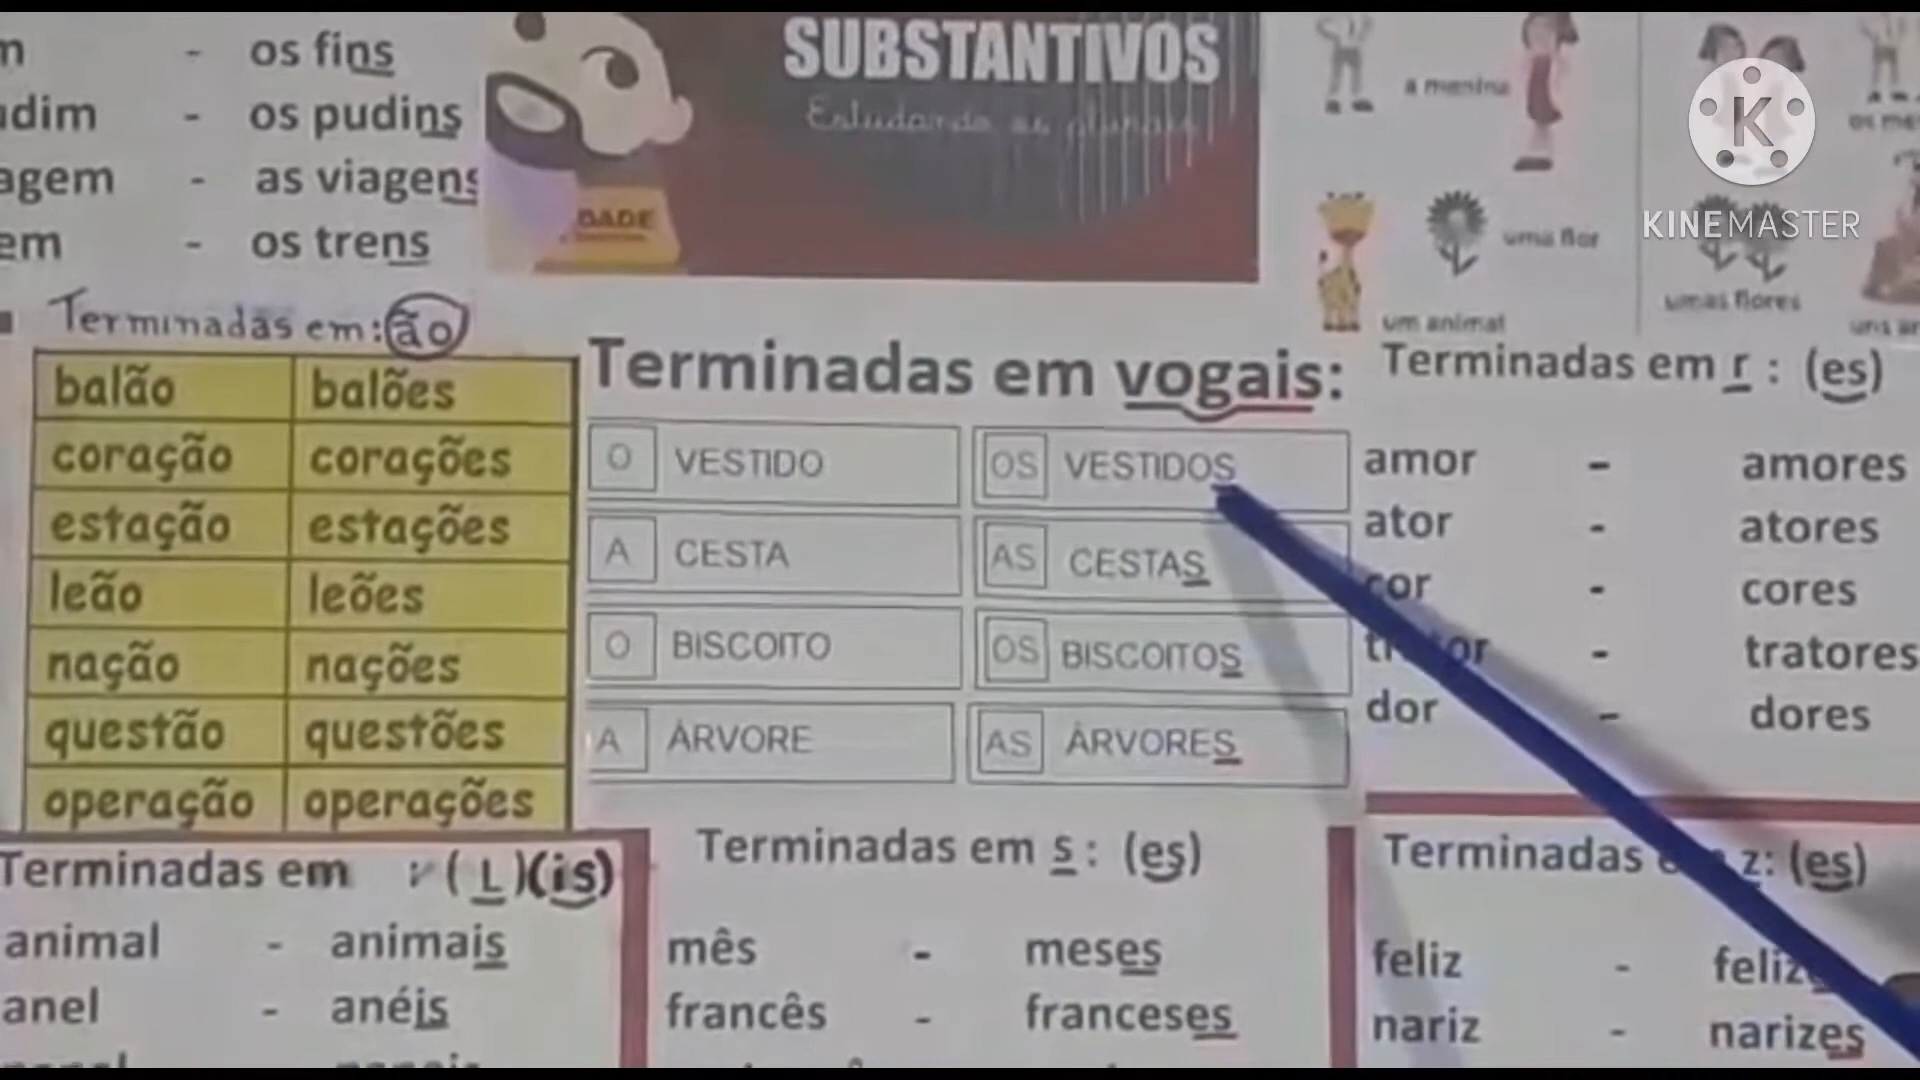 - os fins
- os pudins
- as viagens
- os trens
SUBSTANTIVOS
Estudando os plurais
DADE
a menina
uma flor
umas flores
um animal
K
KINEMASTER
Terminadas em: ão
balão balões
coração corações
estação estações
leão leões
nação nações
questão questões
operação operações
Terminadas em vogais:
O VESTIDO OS VESTIDOS
A CESTA AS CESTAS
O BISCOITO OS BISCOITOS
A ÁRVORE AS ÁRVORES
Terminadas em r : (es)
amor - amores
ator - atores
cor - cores
- tratores
dor - dores
Terminadas em (L)(is)
animal - animais
anel - anéis
Terminadas em s : (es)
mês - meses
francês - franceses
Terminadas z: (es)
feliz -
nariz - narizes